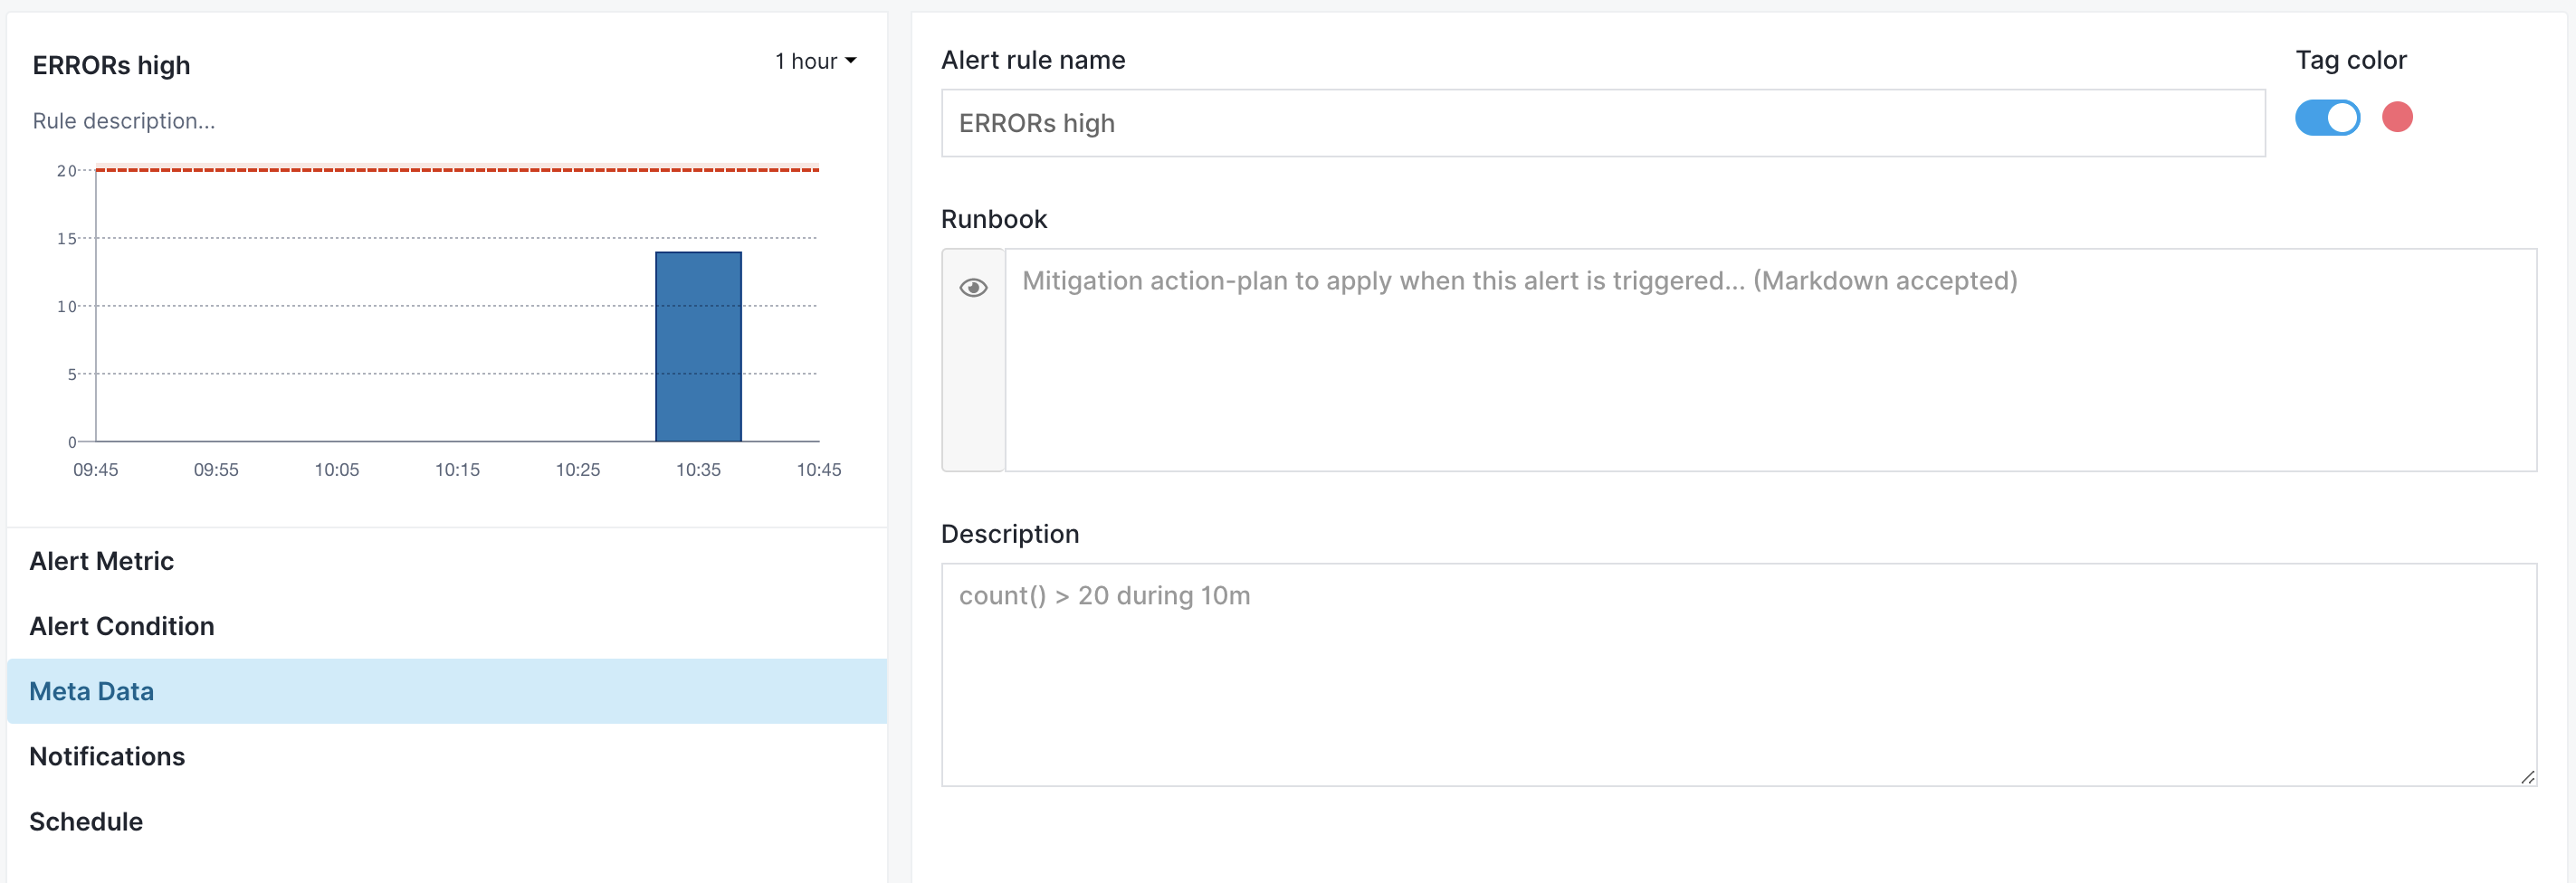 ERRORs high
1 hour
Rule description...
20
15
10
5
0
09:45 09:55 10:05 10:15 10:25 10:35 10:45
Alert Metric
Alert Condition
Meta Data
Notifications
Schedule
Alert rule name
Tag color
ERRORs high
Runbook
Mitigation action-plan to apply when this alert is triggered... (Markdown accepted)
Description
count() > 20 during 10m